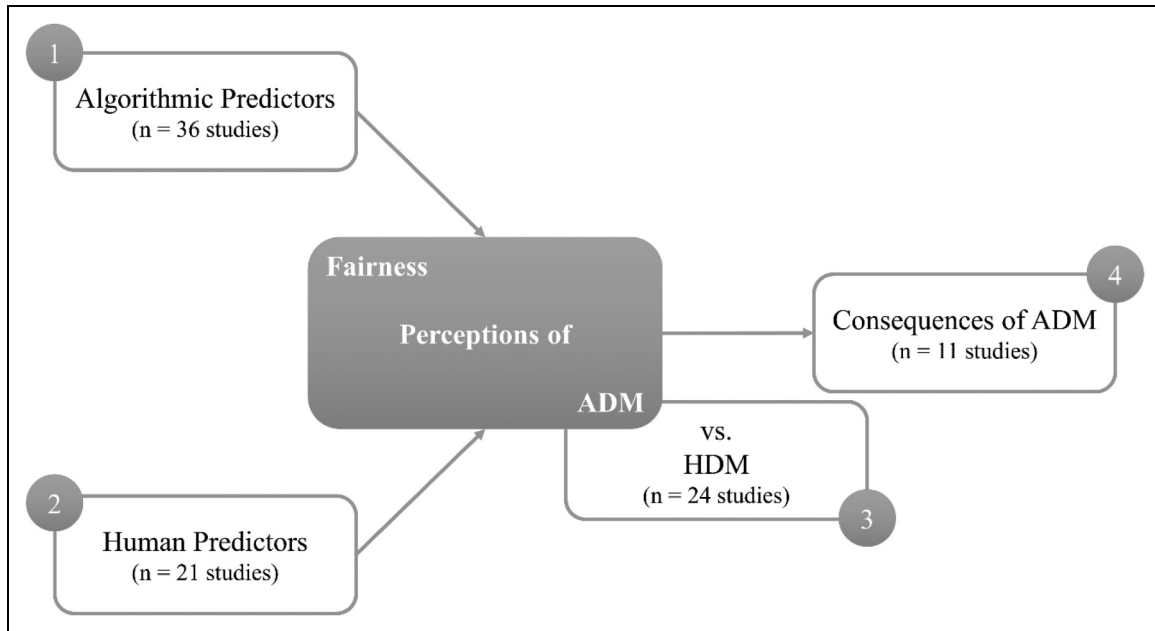 1
Algorithmic Predictors
(n = 36 studies)
Fairness
Perceptions of
ADM
4
Consequences of ADM
(n = 11 studies)
vs.
HDM
(n = 24 studies)
3
2
Human Predictors
(n = 21 studies)